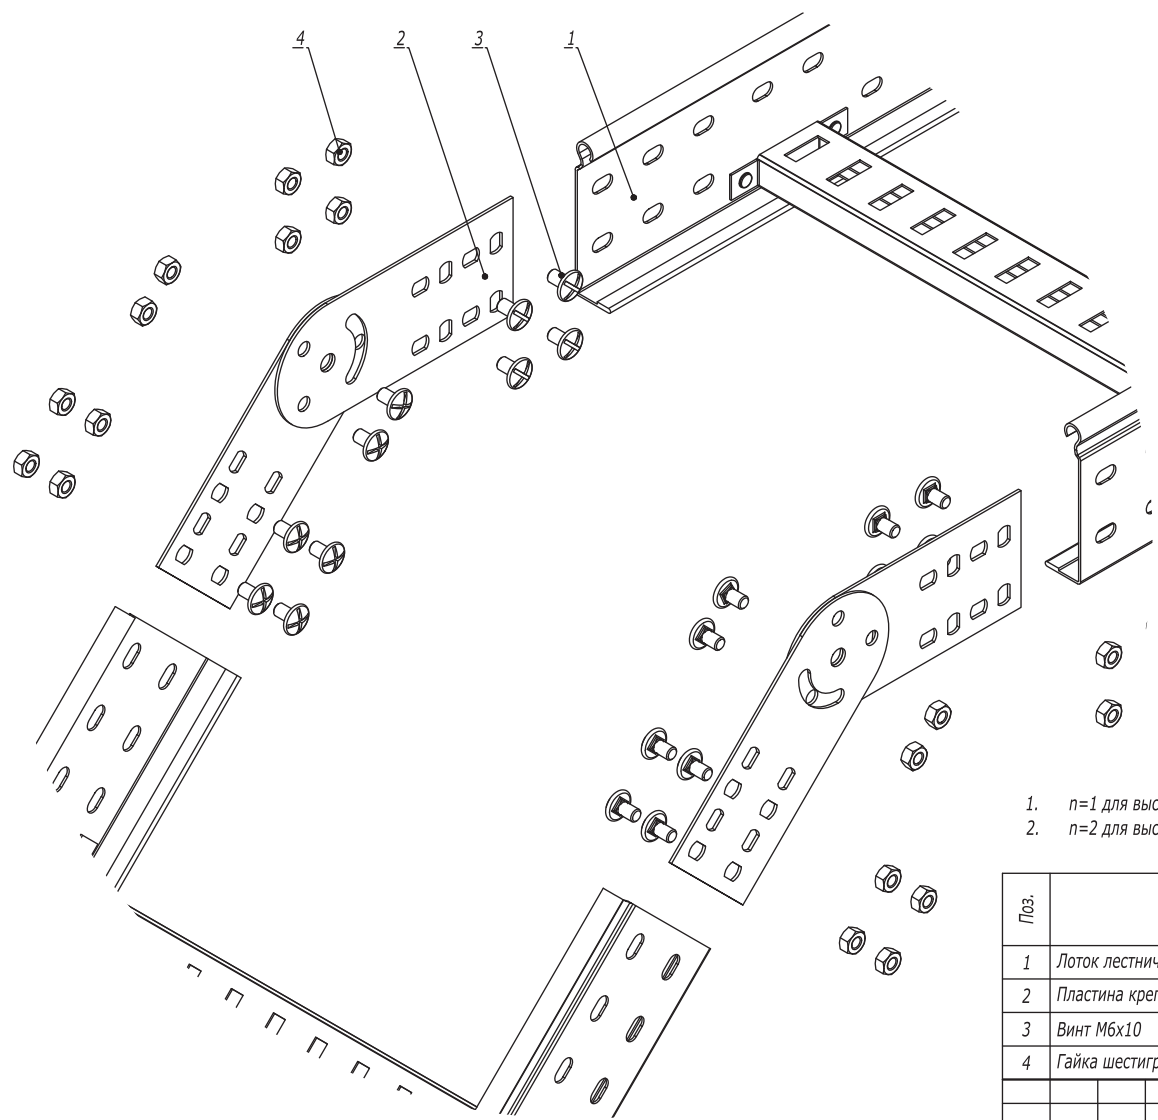 4 2 3 1
1. n=1 для выс
2. n=2 для выс
Поз.
1 Лоток лестнич
2 Пластина креп
3 Винт М6х10
4 Гайка шестигр